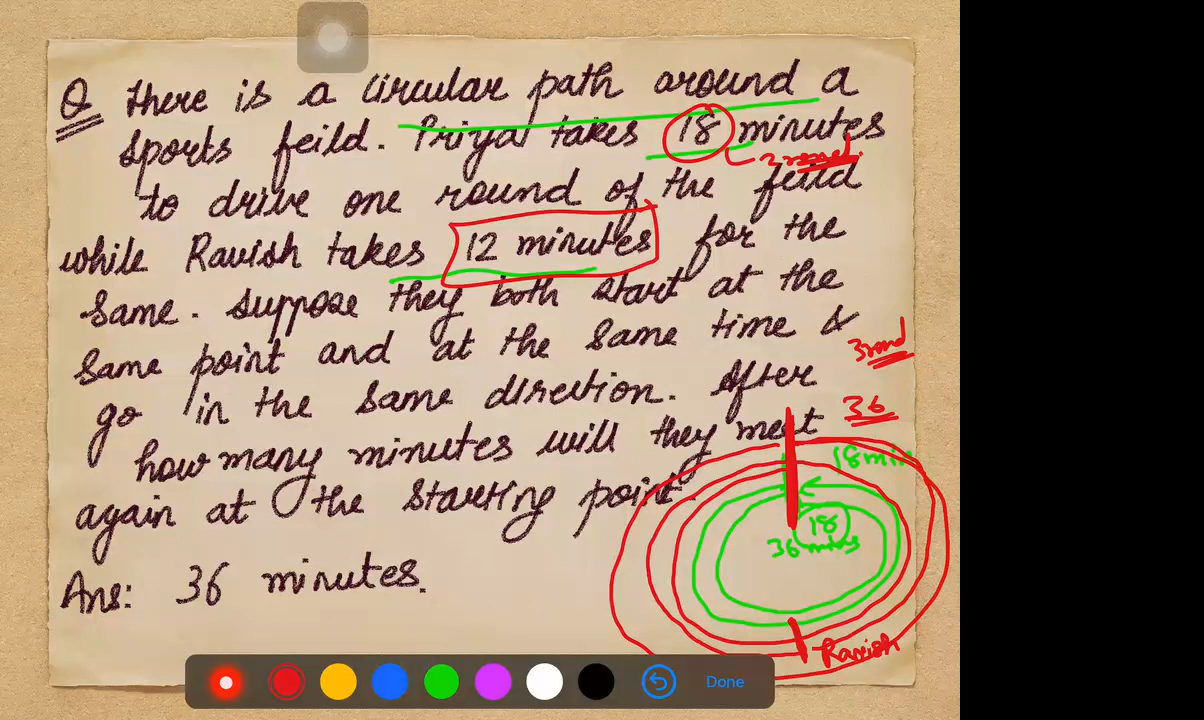 Q there is a circular path around a
sports feild. Priya takes 18 minutes
2 round.
to drive one round of the feild
while Ravish takes 12 minutes for the
same. suppose they both start at the
same point and at the same time &
3 round
go in the same direction. After
36
how many minutes will they meet
18 min
again at the starting point.
18
36 mins
Ans: 36 minutes.
Ravish
Done